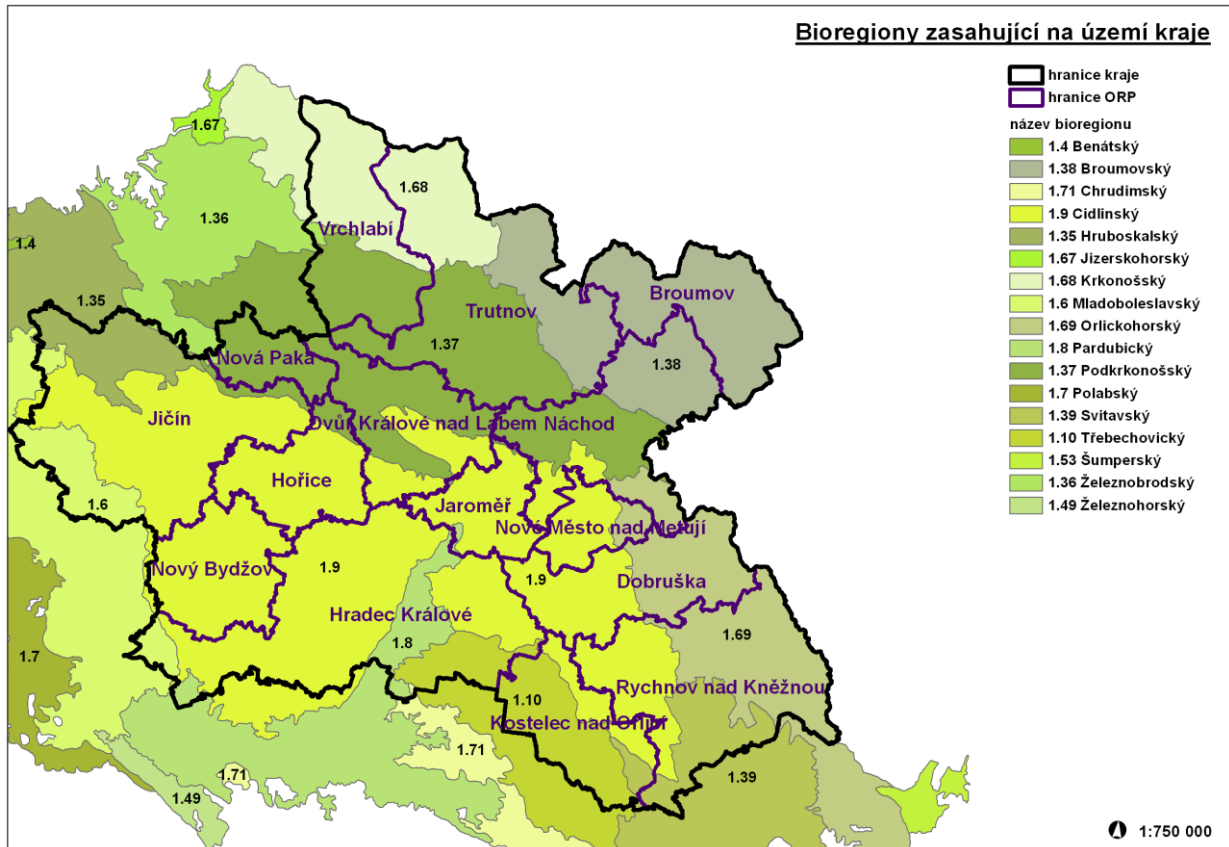 Bioregiony zasahující na území kraje
hranice kraje
hranice ORP
název bioregionu
1.4 Benátský
1.38 Broumovský
1.71 Chrudimský
1.9 Cidlinský
1.35 Hruboskalský
1.67 Jizerskohorský
1.68 Krkonošský
1.6 Mladoboleslavský
1.69 Orlickohorský
1.8 Pardubický
1.37 Podkrkonošský
1.7 Polabský
1.39 Svitavský
1.10 Třebechovický
1.53 Šumperský
1.36 Železnobrodský
1.49 Železnohorský
1.67
1.68
1.36
Vrchlabí
1.4
1.35
Broumov
Trutnov
1.37
Nová Paka
1.38
Jičín
Dvůr Králové nad Labem
Náchod
Hořice
1.6
Jaroměř
Nové Město nad Metují
Nový Bydžov
1.9
1.9
Dobruška
Hradec Králové
1.69
1.8
1.7
Rychnov nad Kněžnou
1.10
Kostelec nad Orlicí
1.71
1.71
1.39
1.49
1:750 000